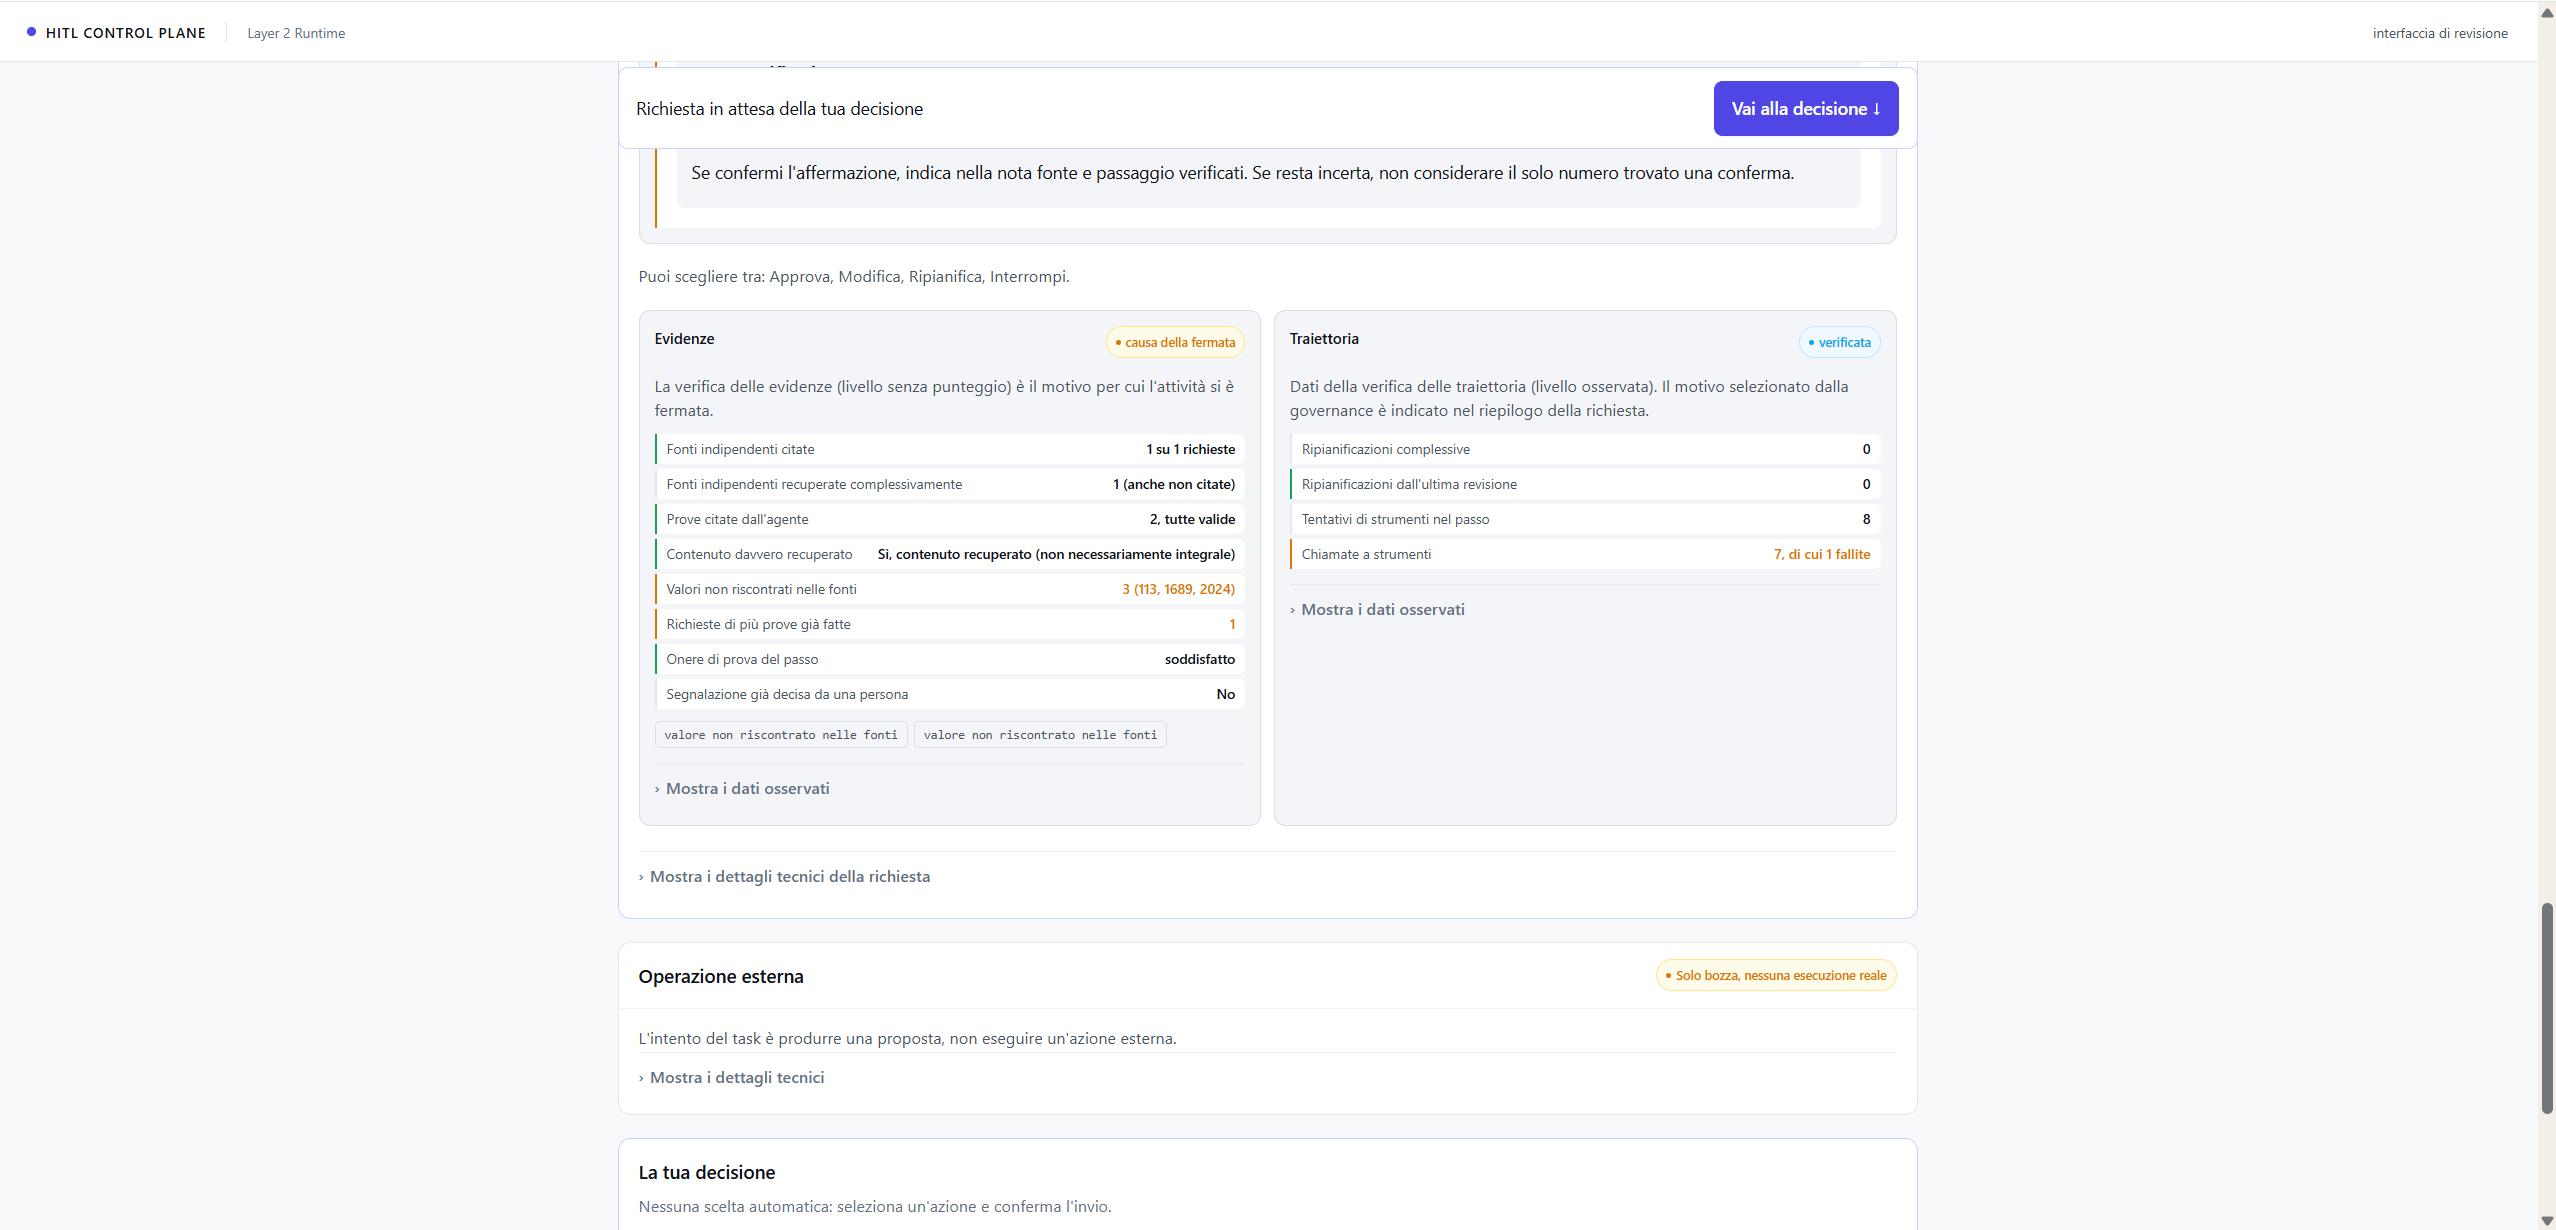 HITL CONTROL PLANE
Layer 2 Runtime
interfaccia di revisione
Richiesta in attesa della tua decisione
Vai alla decisione ↓
Se confermi l'affermazione, indica nella nota fonte e passaggio verificati. Se resta incerta, non considerare il solo numero trovato una conferma.
Puoi scegliere tra: Approva, Modifica, Ripianifica, Interrompi.
Evidenze
causa della fermata
La verifica delle evidenze (livello senza punteggio) è il motivo per cui l'attività si è
fermata.
Fonti indipendenti citate 1 su 1 richieste
Fonti indipendenti recuperate complessivamente 1 (anche non citate)
Prove citate dall'agente 2, tutte valide
Contenuto davvero recuperato Sì, contenuto recuperato (non necessariamente integrale)
Valori non riscontrati nelle fonti 3 (113, 1689, 2024)
Richieste di più prove già fatte 1
Onere di prova del passo soddisfatto
Segnalazione già decisa da una persona No
valore non riscontrato nelle fonti valore non riscontrato nelle fonti
› Mostra i dati osservati
Traiettoria
verificata
Dati della verifica delle traiettoria (livello osservata). Il motivo selezionato dalla
governance è indicato nel riepilogo della richiesta.
Ripianificazioni complessive 0
Ripianificazioni dall'ultima revisione 0
Tentativi di strumenti nel passo 8
Chiamate a strumenti 7, di cui 1 fallite
› Mostra i dati osservati
› Mostra i dettagli tecnici della richiesta
Operazione esterna
Solo bozza, nessuna esecuzione reale
L'intento del task è produrre una proposta, non eseguire un'azione esterna.
› Mostra i dettagli tecnici
La tua decisione
Nessuna scelta automatica: seleziona un'azione e conferma l'invio.